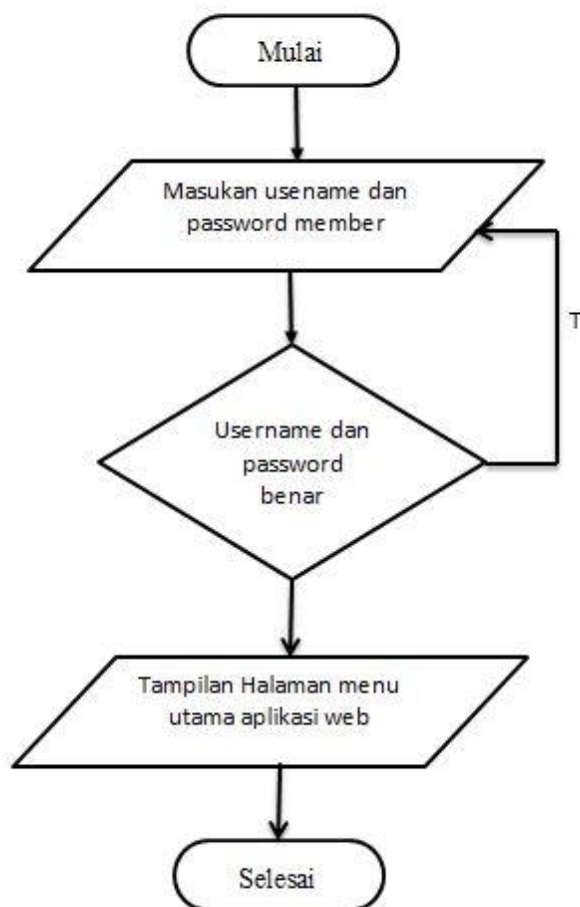 Mulai
Masukan usename dan
password member
T
Username dan
password
benar
Tampilan Halaman menu
utama aplikasi web
Selesai